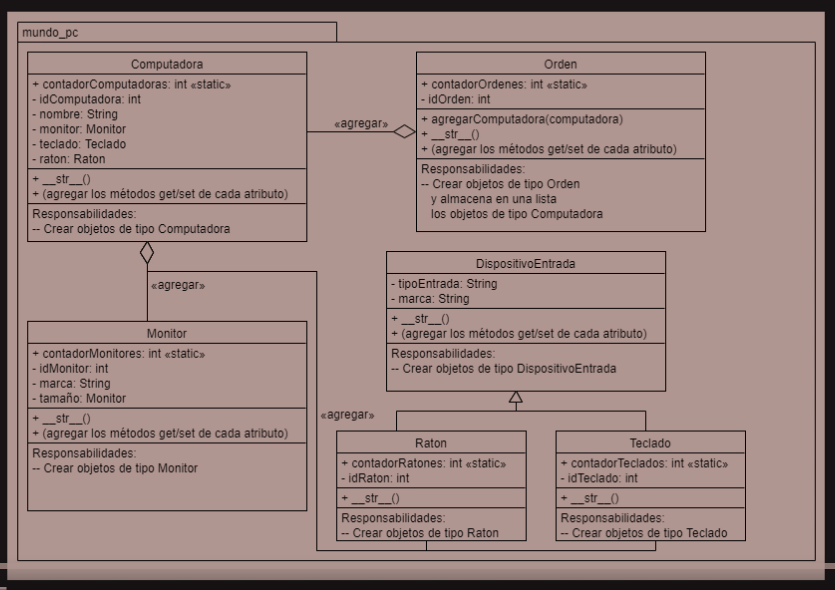 mundo_pc
Computadora
+ contadorComputadoras: int «static»
- idComputadora: int
- nombre: String
- monitor: Monitor
- teclado: Teclado
- raton: Raton
+ __str__()
+ (agregar los métodos get/set de cada atributo)
Responsabilidades:
-- Crear objetos de tipo Computadora
«agregar»
Orden
+ contadorOrdenes: int «static»
- idOrden: int
+ agregarComputadora(computadora)
+ __str__()
+ (agregar los métodos get/set de cada atributo)
Responsabilidades:
-- Crear objetos de tipo Orden
y almacena en una lista
los objetos de tipo Computadora
«agregar»
Monitor
+ contadorMonitores: int «static»
- idMonitor: int
- marca: String
- tamaño: Monitor
+ __str__()
+ (agregar los métodos get/set de cada atributo)
Responsabilidades:
-- Crear objetos de tipo Monitor
DispositivoEntrada
- tipoEntrada: String
- marca: String
+ __str__()
+ (agregar los métodos get/set de cada atributo)
Responsabilidades:
-- Crear objetos de tipo DispositivoEntrada
«agregar»
Raton
+ contadorRatones: int «static»
- idRaton: int
+ __str__()
Responsabilidades:
-- Crear objetos de tipo Raton
Teclado
+ contadorTeclados: int «static»
- idTeclado: int
+ __str__()
Responsabilidades:
-- Crear objetos de tipo Teclado